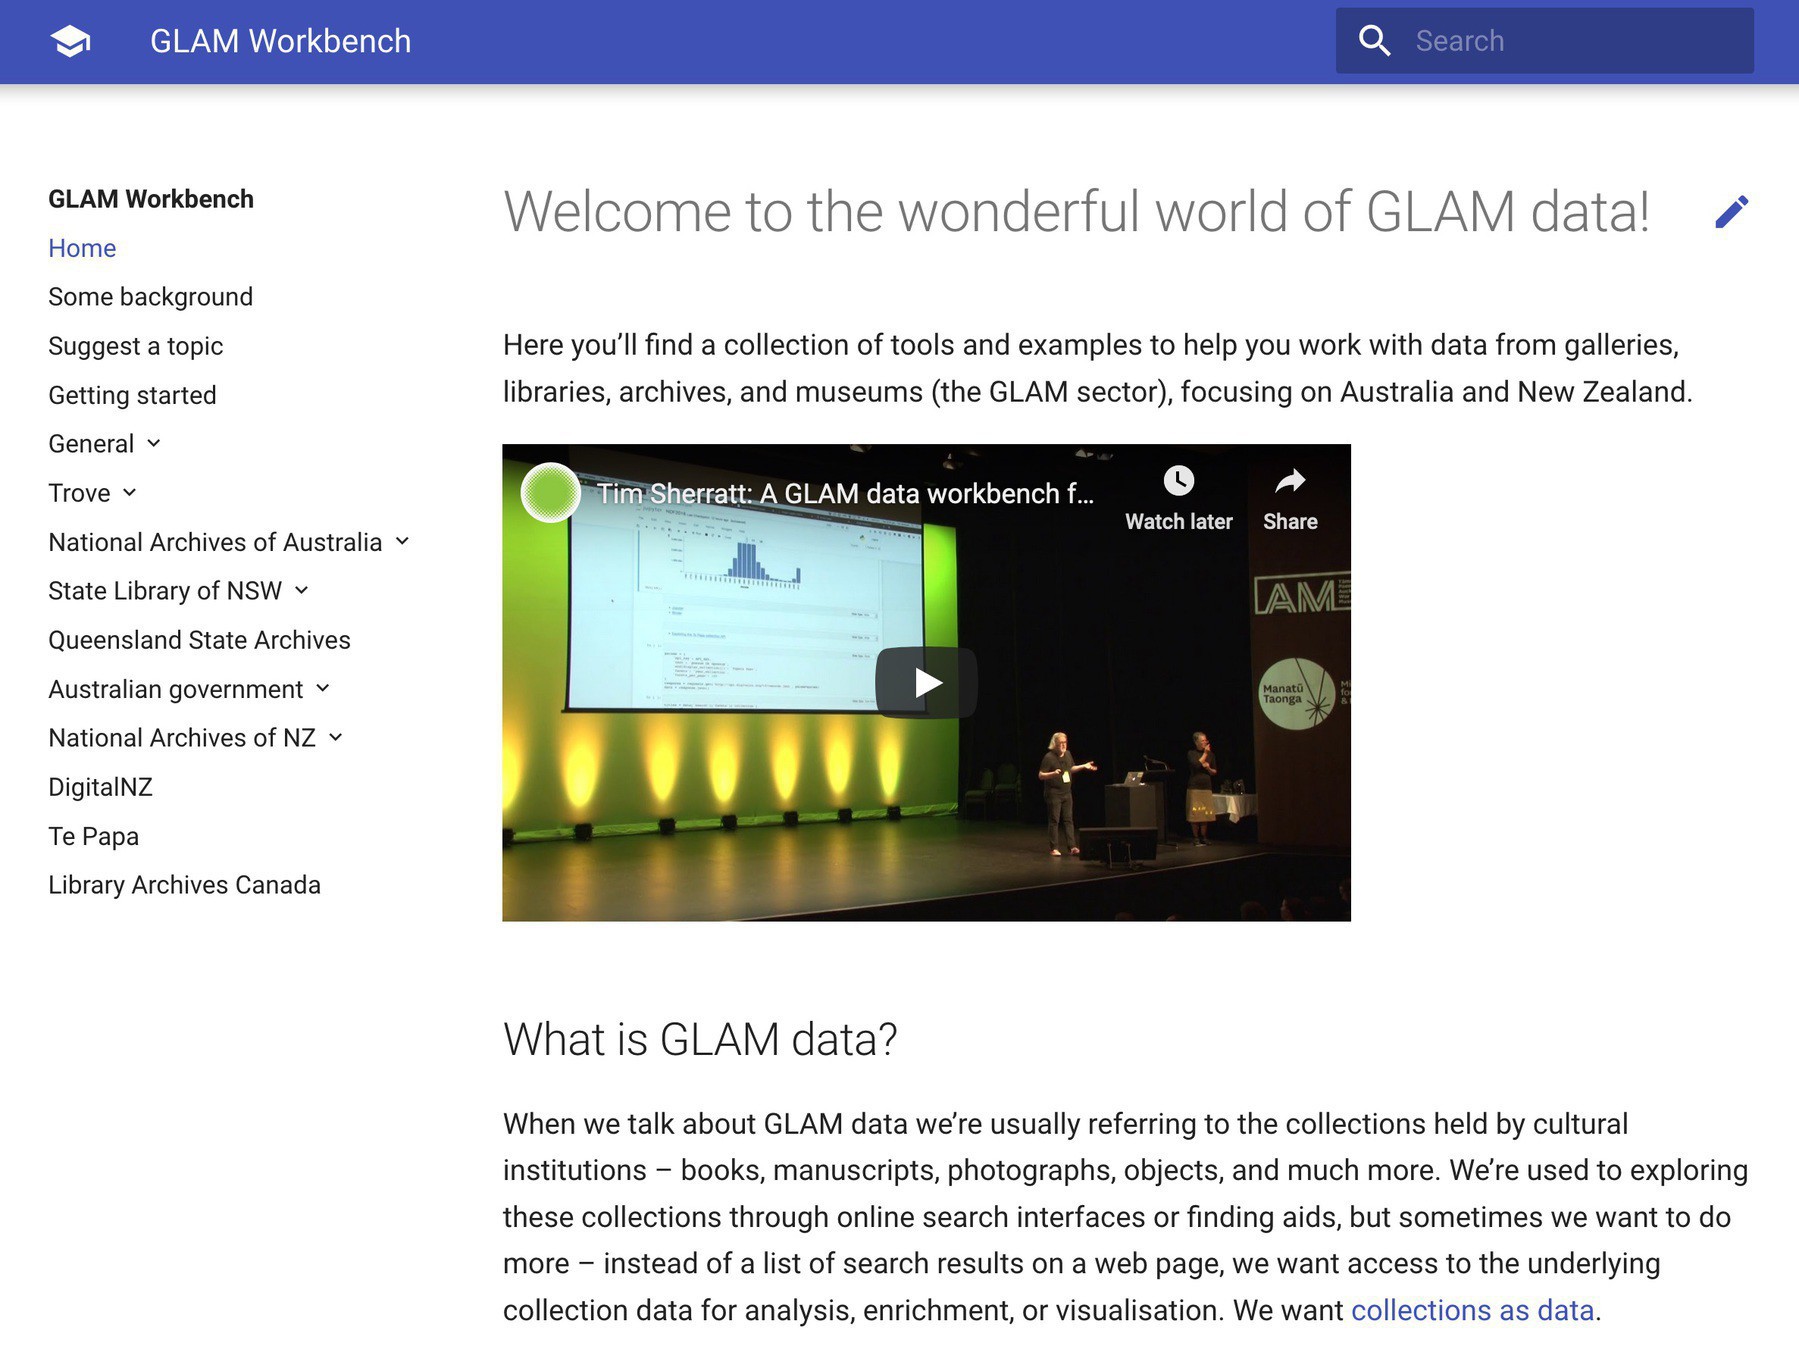 GLAM Workbench
Search
GLAM Workbench
Home
Some background
Suggest a topic
Getting started
General
Trove
National Archives of Australia
State Library of NSW
Queensland State Archives
Australian government
National Archives of NZ
DigitalNZ
Te Papa
Library Archives Canada
Welcome to the wonderful world of GLAM data!
Here you’ll find a collection of tools and examples to help you work with data from galleries,
libraries, archives, and museums (the GLAM sector), focusing on Australia and New Zealand.
Tim Sherratt: A GLAM data workbench f...
Watch later
Share
AM
Manatū
Taonga
What is GLAM data?
When we talk about GLAM data we’re usually referring to the collections held by cultural
institutions – books, manuscripts, photographs, objects, and much more. We’re used to exploring
these collections through online search interfaces or finding aids, but sometimes we want to do
more – instead of a list of search results on a web page, we want access to the underlying
collection data for analysis, enrichment, or visualisation. We want collections as data.